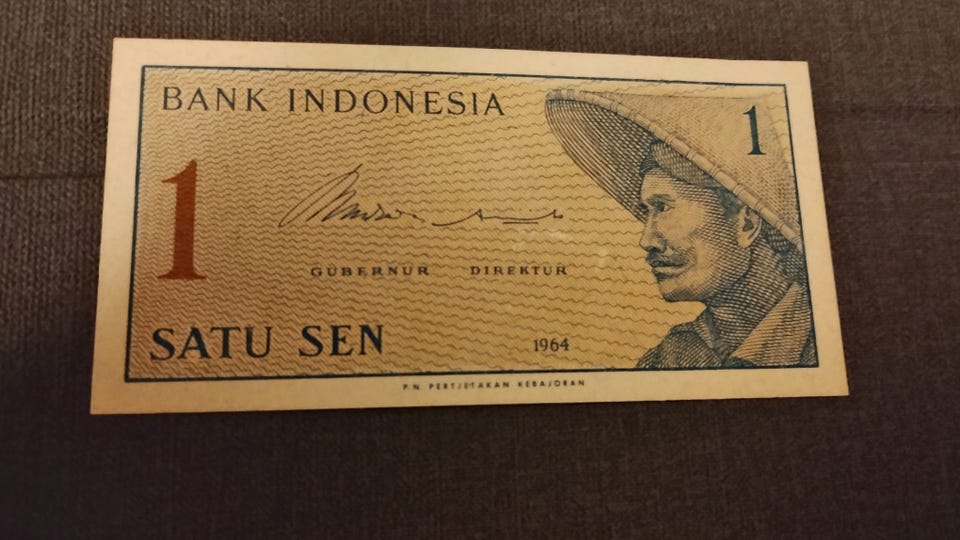 BANK INDONESIA
1
1
GUBERNUR DIREKTUR
SATU SEN
1964
P.N. PERTJETAKAN KEBAJORAN